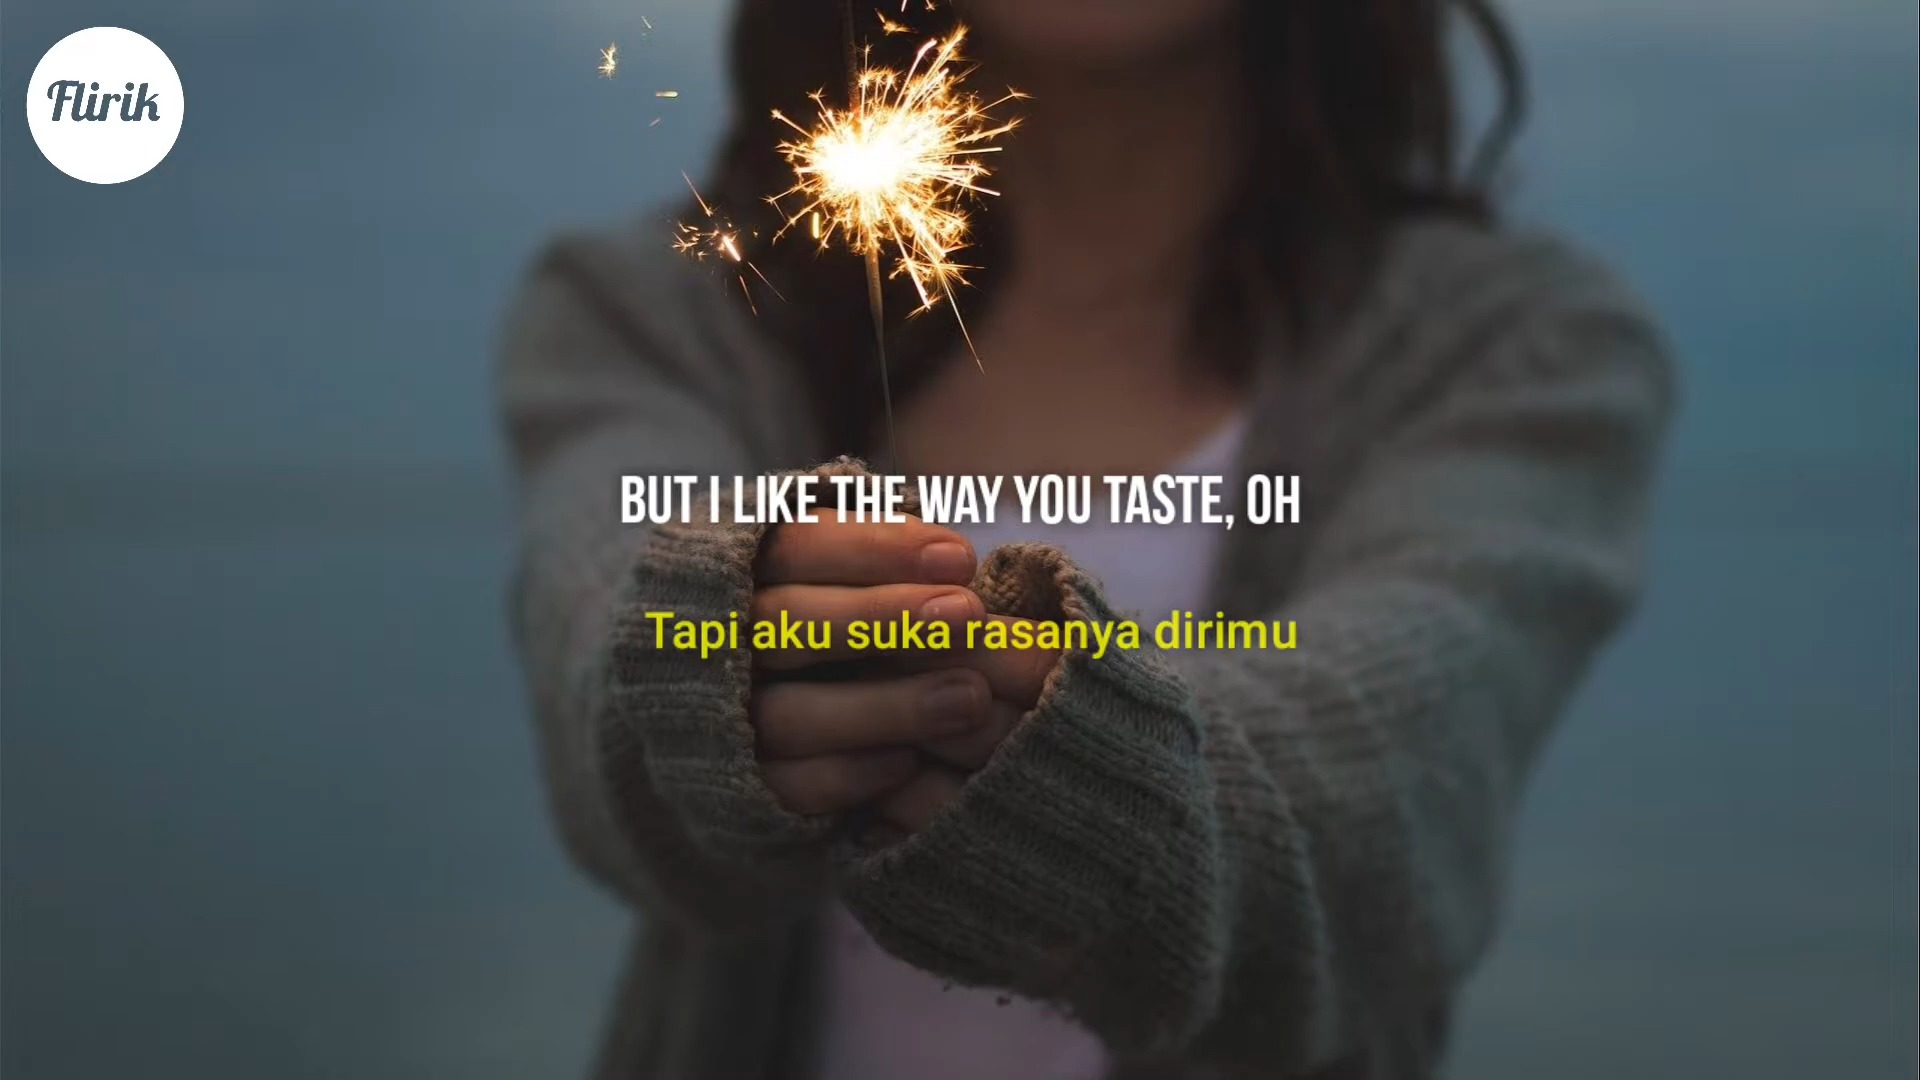 Flirik
BUT I LIKE THE WAY YOU TASTE, OH
Tapi aku suka rasanya dirimu